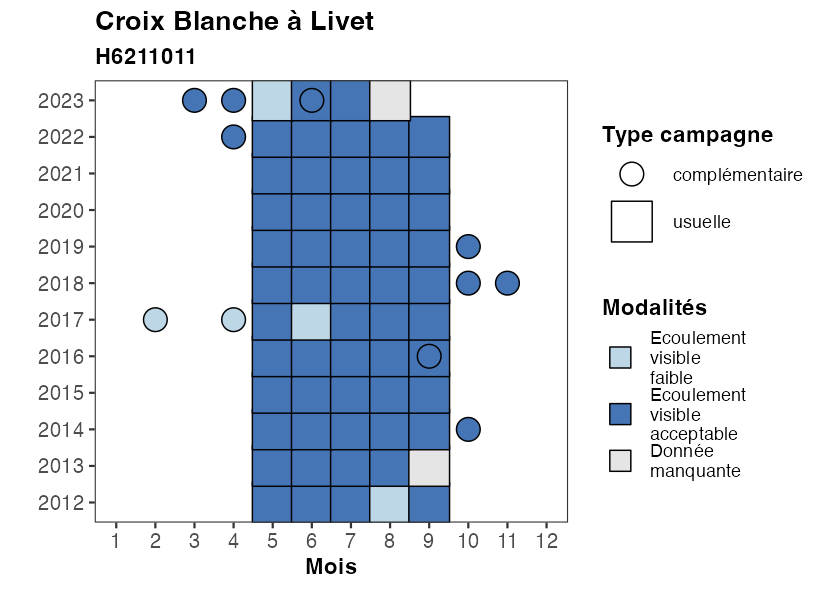 Croix Blanche à Livet
H6211011
2023
2022
2021
2020
2019
2018
2017
2016
2015
2014
2013
2012
1 2 3 4 5 6 7 8 9 10 11 12
Mois
Type campagne
complémentaire
usuelle
Modalités
Ecoulement
visible
faible
Ecoulement
visible
acceptable
Donnée
manquante